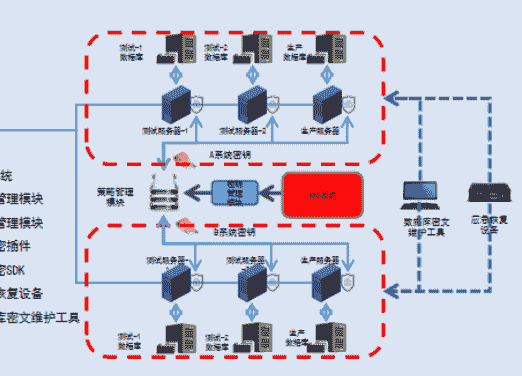 测试-1
数据库
测试-2
数据库
生产
数据库
测试服务器-1
测试服务器-2
生产服务器
A系统密钥
统
管理模块
管理模块
密插件
密SDK
恢复设备
库密文维护工具
策略管理
模块
密钥
管理
模块
数据库密文
维护工具
应急恢复
设备
B系统密钥
测试服务器-
测试服务器
生产服务器
测试-1
数据库
测试-2
数据库
生产
数据库